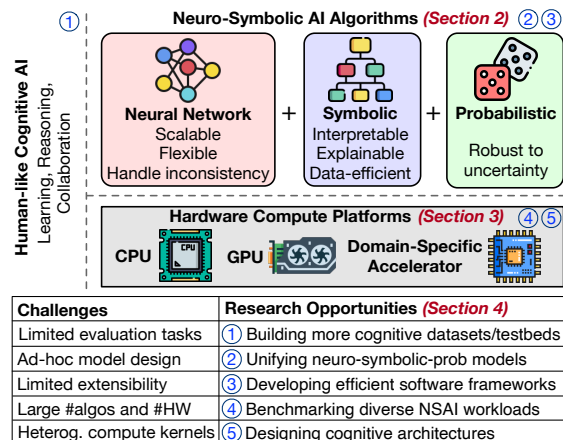 ① Neuro-Symbolic AI Algorithms (Section 2) ② ③
Human-like Cognitive AI
Learning, Reasoning,
Collaboration
Neural Network
Scalable
Flexible
Handle inconsistency
+
Symbolic
Interpretable
Explainable
Data-efficient
+
Probabilistic
Robust to
uncertainty
Hardware Compute Platforms (Section 3) ④ ⑤
CPU
CPU
GPU
Domain-Specific
Accelerator
Challenges Research Opportunities (Section 4)
Limited evaluation tasks ① Building more cognitive datasets/testbeds
Ad-hoc model design ② Unifying neuro-symbolic-prob models
Limited extensibility ③ Developing efficient software frameworks
Large #algos and #HW ④ Benchmarking diverse NSAI workloads
Heterog. compute kernels ⑤ Designing cognitive architectures